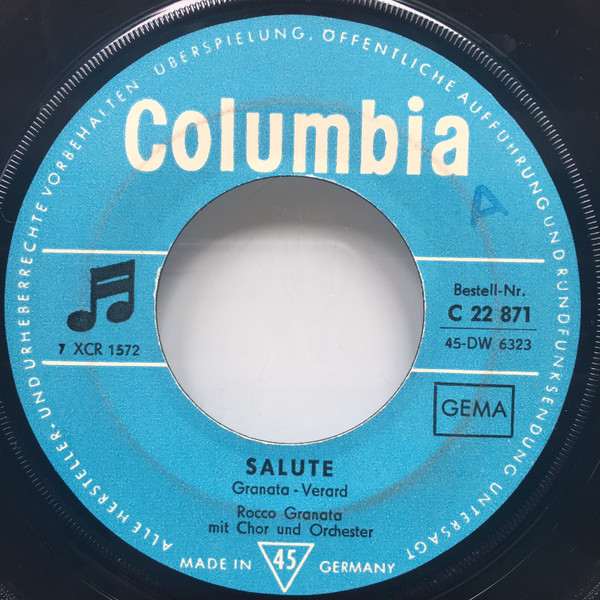 ALLE HERSTELLER- UND URHEBERRECHTE VORBEHALTEN ÜBERSPIELUNG, ÖFFENTLICHE AUFFÜHRUNG UND RUNDFUNKSENDUNG UNTERSAGT
Columbia
A
7 XCR 1572
Bestell-Nr.
C 22 871
45-DW 6323
GEMA
SALUTE
Granata - Verard
Rocco Granata
mit Chor und Orchester
MADE IN 45 GERMANY